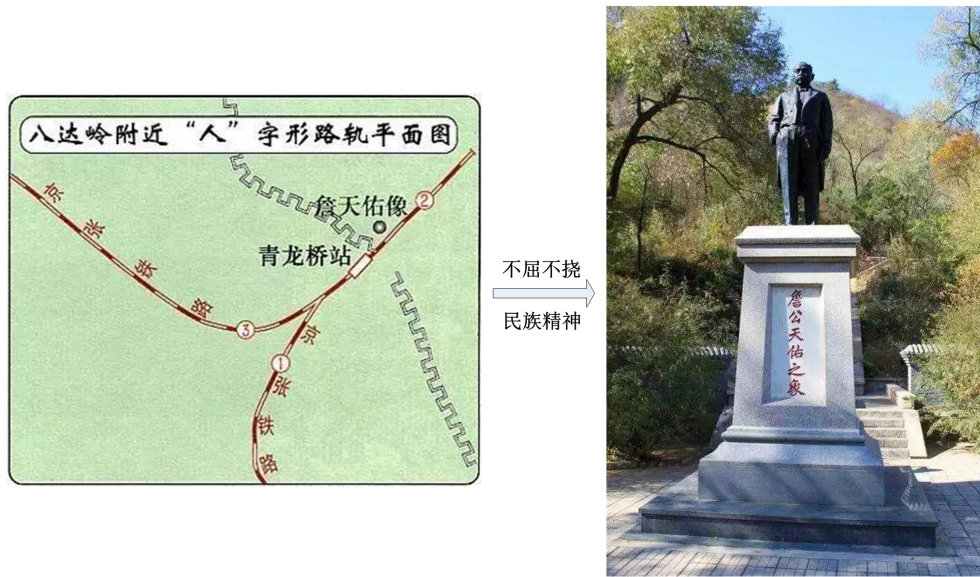 八达岭附近“人”字形路轨平面图
詹天佑像
②
青龙桥站
京张铁路
③
①
京张铁路
不屈不挠
民族精神
詹公天佑之象